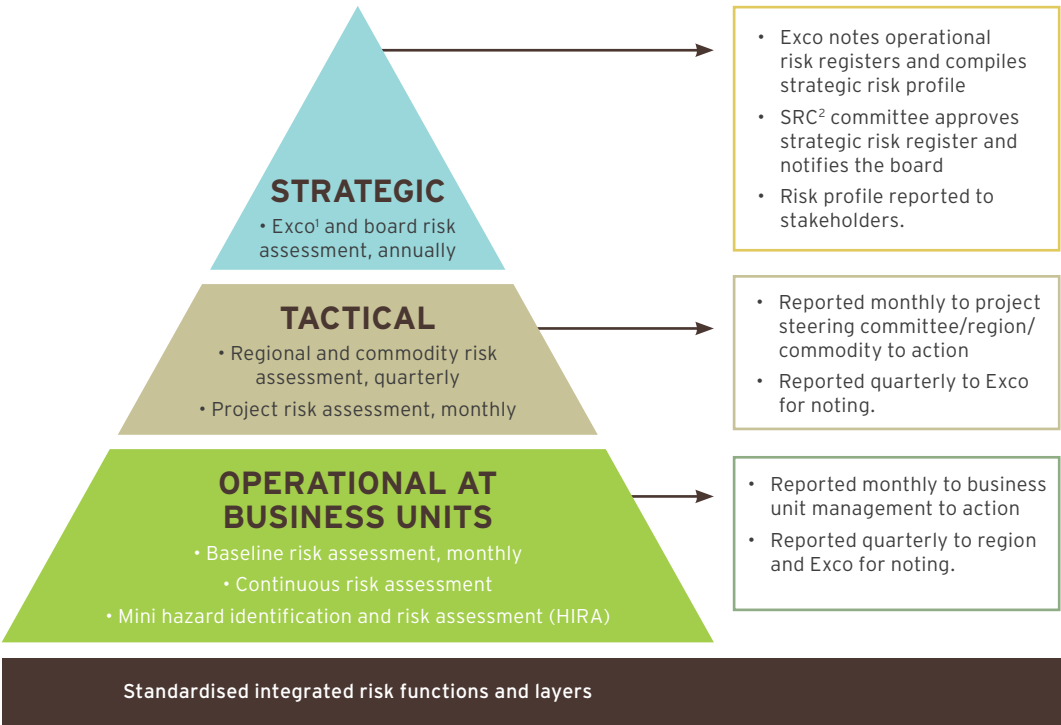 STRATEGIC
• Exco¹ and board risk
assessment, annually
• Exco notes operational
risk registers and compiles
strategic risk profile
• SRC² committee approves
strategic risk register and
notifies the board
• Risk profile reported to
stakeholders.
TACTICAL
• Regional and commodity risk
assessment, quarterly
• Project risk assessment, monthly
• Reported monthly to project
steering committee/region/
commodity to action
• Reported quarterly to Exco
for noting.
OPERATIONAL AT
BUSINESS UNITS
• Baseline risk assessment, monthly
• Continuous risk assessment
• Mini hazard identification and risk assessment (HIRA)
• Reported monthly to business
unit management to action
• Reported quarterly to region
and Exco for noting.
Standardised integrated risk functions and layers